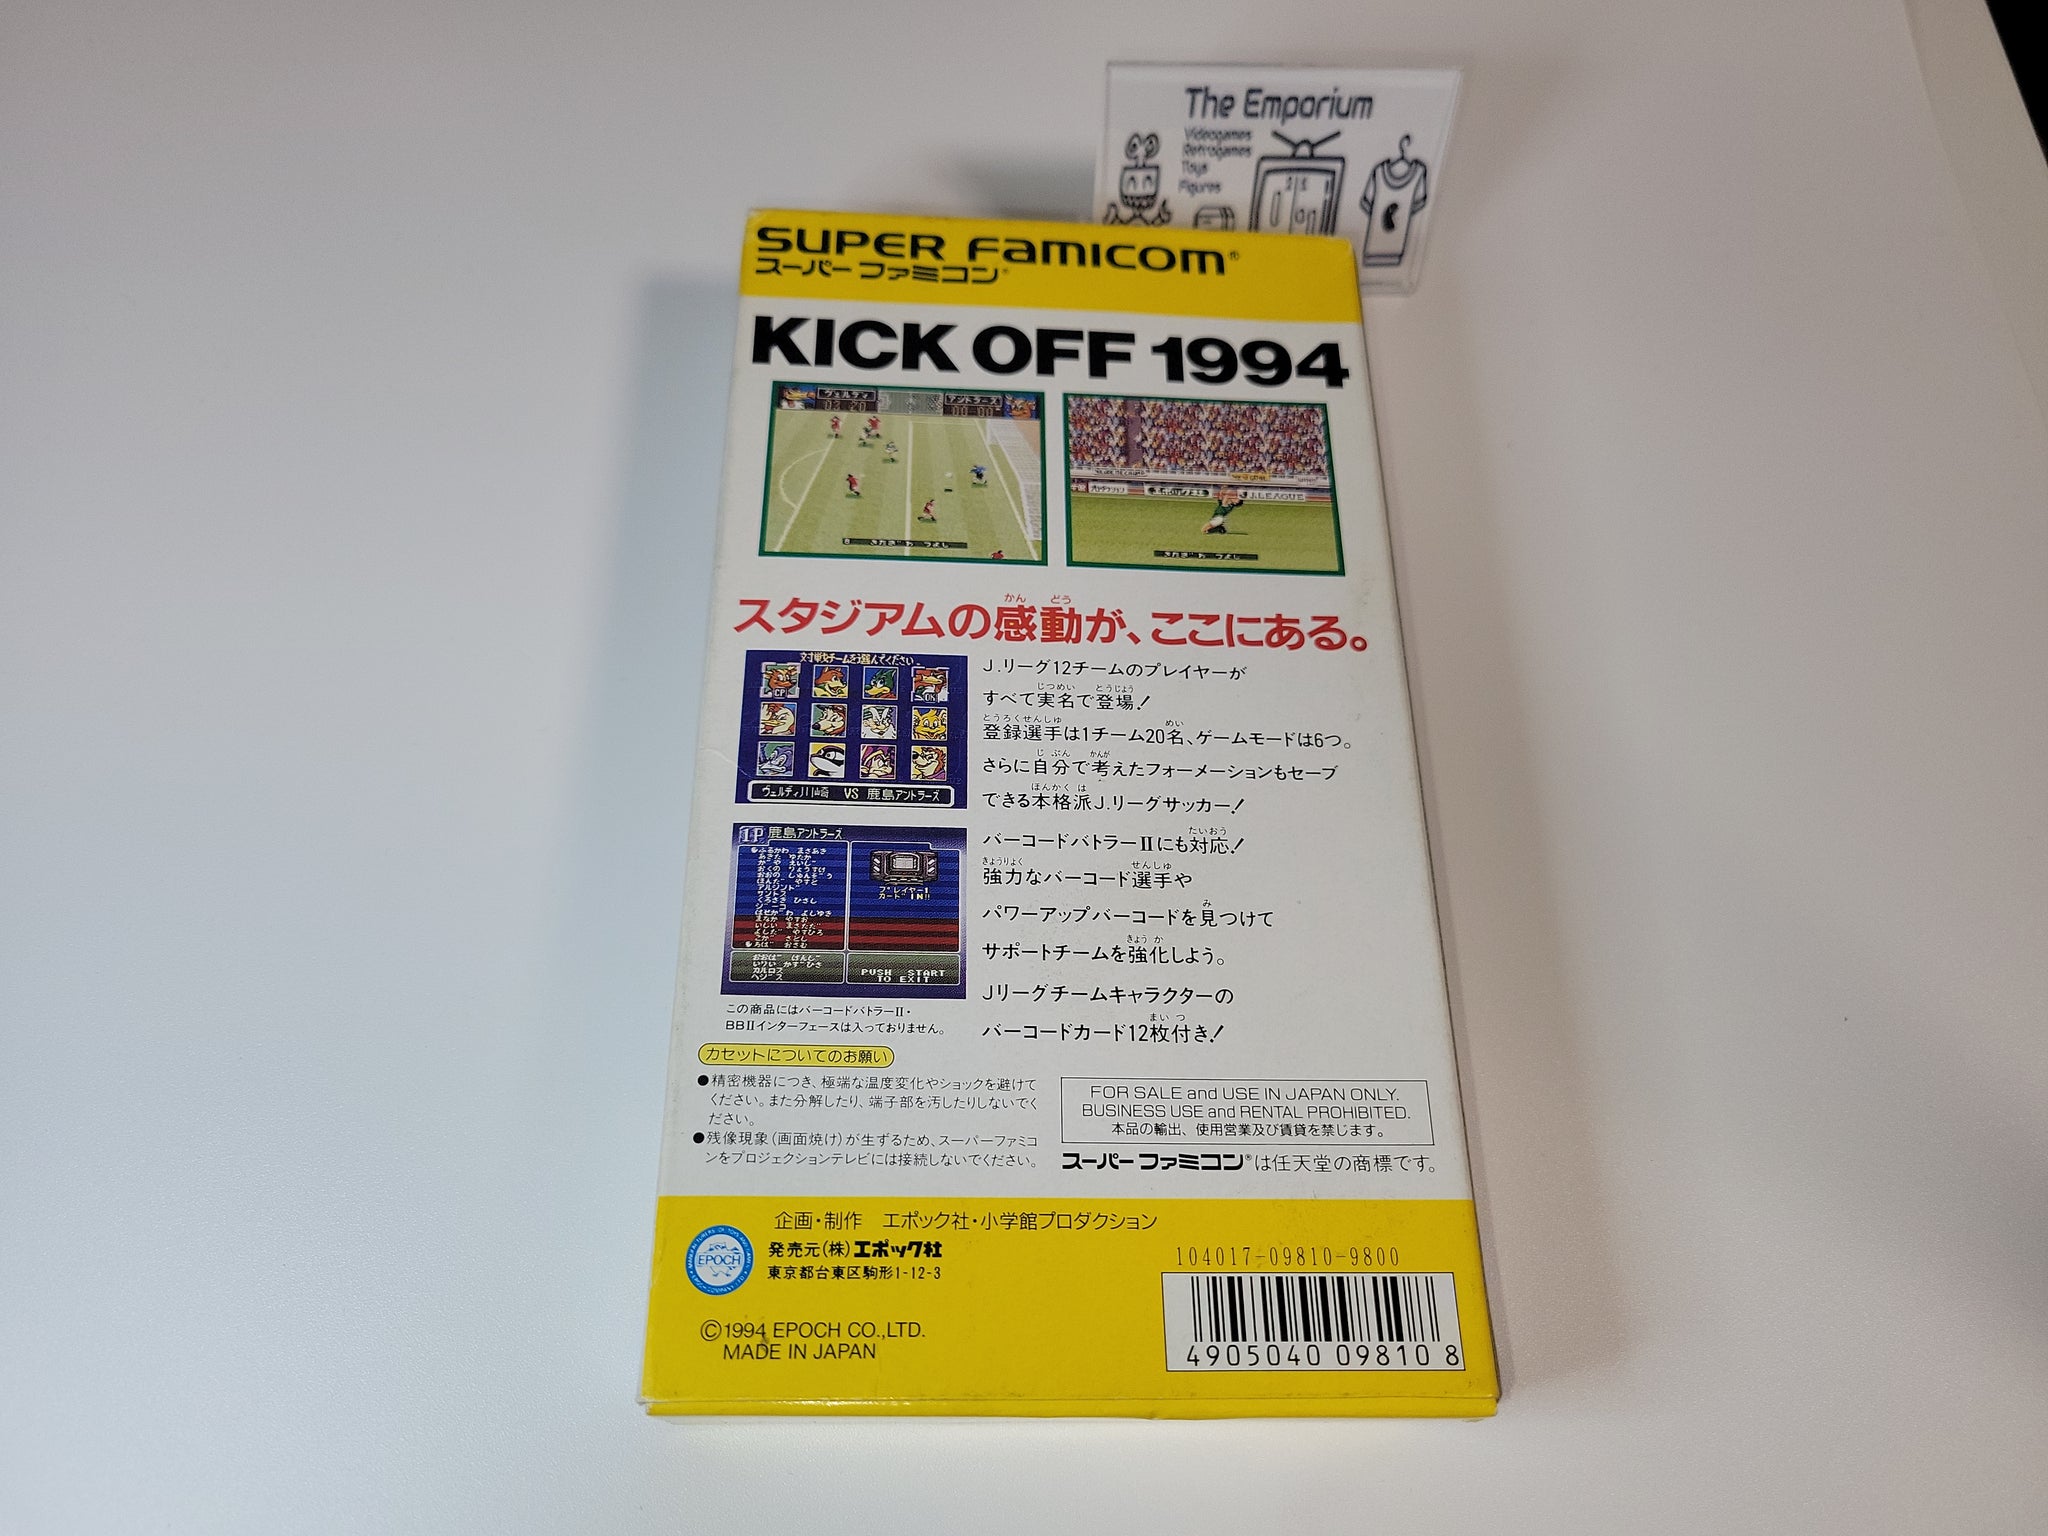 The Emporium
Videogames
Retrogames
Toys
Figures
SUPER FAMICOM®
スーパーファミコン®
KICK OFF 1994
ヴェルディ
アントラーズ
J.LEAGUE
スタジアムの感動が、ここにある。
対戦チームを選んでください
CP
OK
ヴェルディ川崎 VS 鹿島アントラーズ
J.リーグ12チームのプレイヤーが
すべて実名で登場!
登録選手は1チーム20名、ゲームモードは6つ。
さらに自分で考えたフォーメーションもセーブ
できる本格派J.リーグサッカー!
1P 鹿島アントラーズ
プレイヤー1
カード IN!!
PUSH START
TO EXIT
バーコードバトラーIIにも対応!
強力なバーコード選手や
パワーアップバーコードを見つけて
サポートチームを強化しよう。
Jリーグチームキャラクターの
バーコードカード12枚付き!
この商品にはバーコードバトラーII・
BBIIインターフェースは入っておりません。
カセットについてのお願い
●精密機器につき、極端な温度変化やショックを避けて
ください。また分解したり、端子部を汚したりしないでく
ださい。
●残像現象(画面焼け)が生ずるため、スーパーファミコ
ンをプロジェクションテレビには接続しないでください。
FOR SALE and USE IN JAPAN ONLY.
BUSINESS USE and RENTAL PROHIBITED.
本品の輸出、使用営業及び賃貸を禁じます。
スーパーファミコン®は任天堂の商標です。
企画・制作 エポック社・小学館プロダクション
EPOCH
発売元(株)エポック社
東京都台東区駒形1-12-3
©1994 EPOCH CO.,LTD.
MADE IN JAPAN
104017-09810-9800
4905040 09810 8